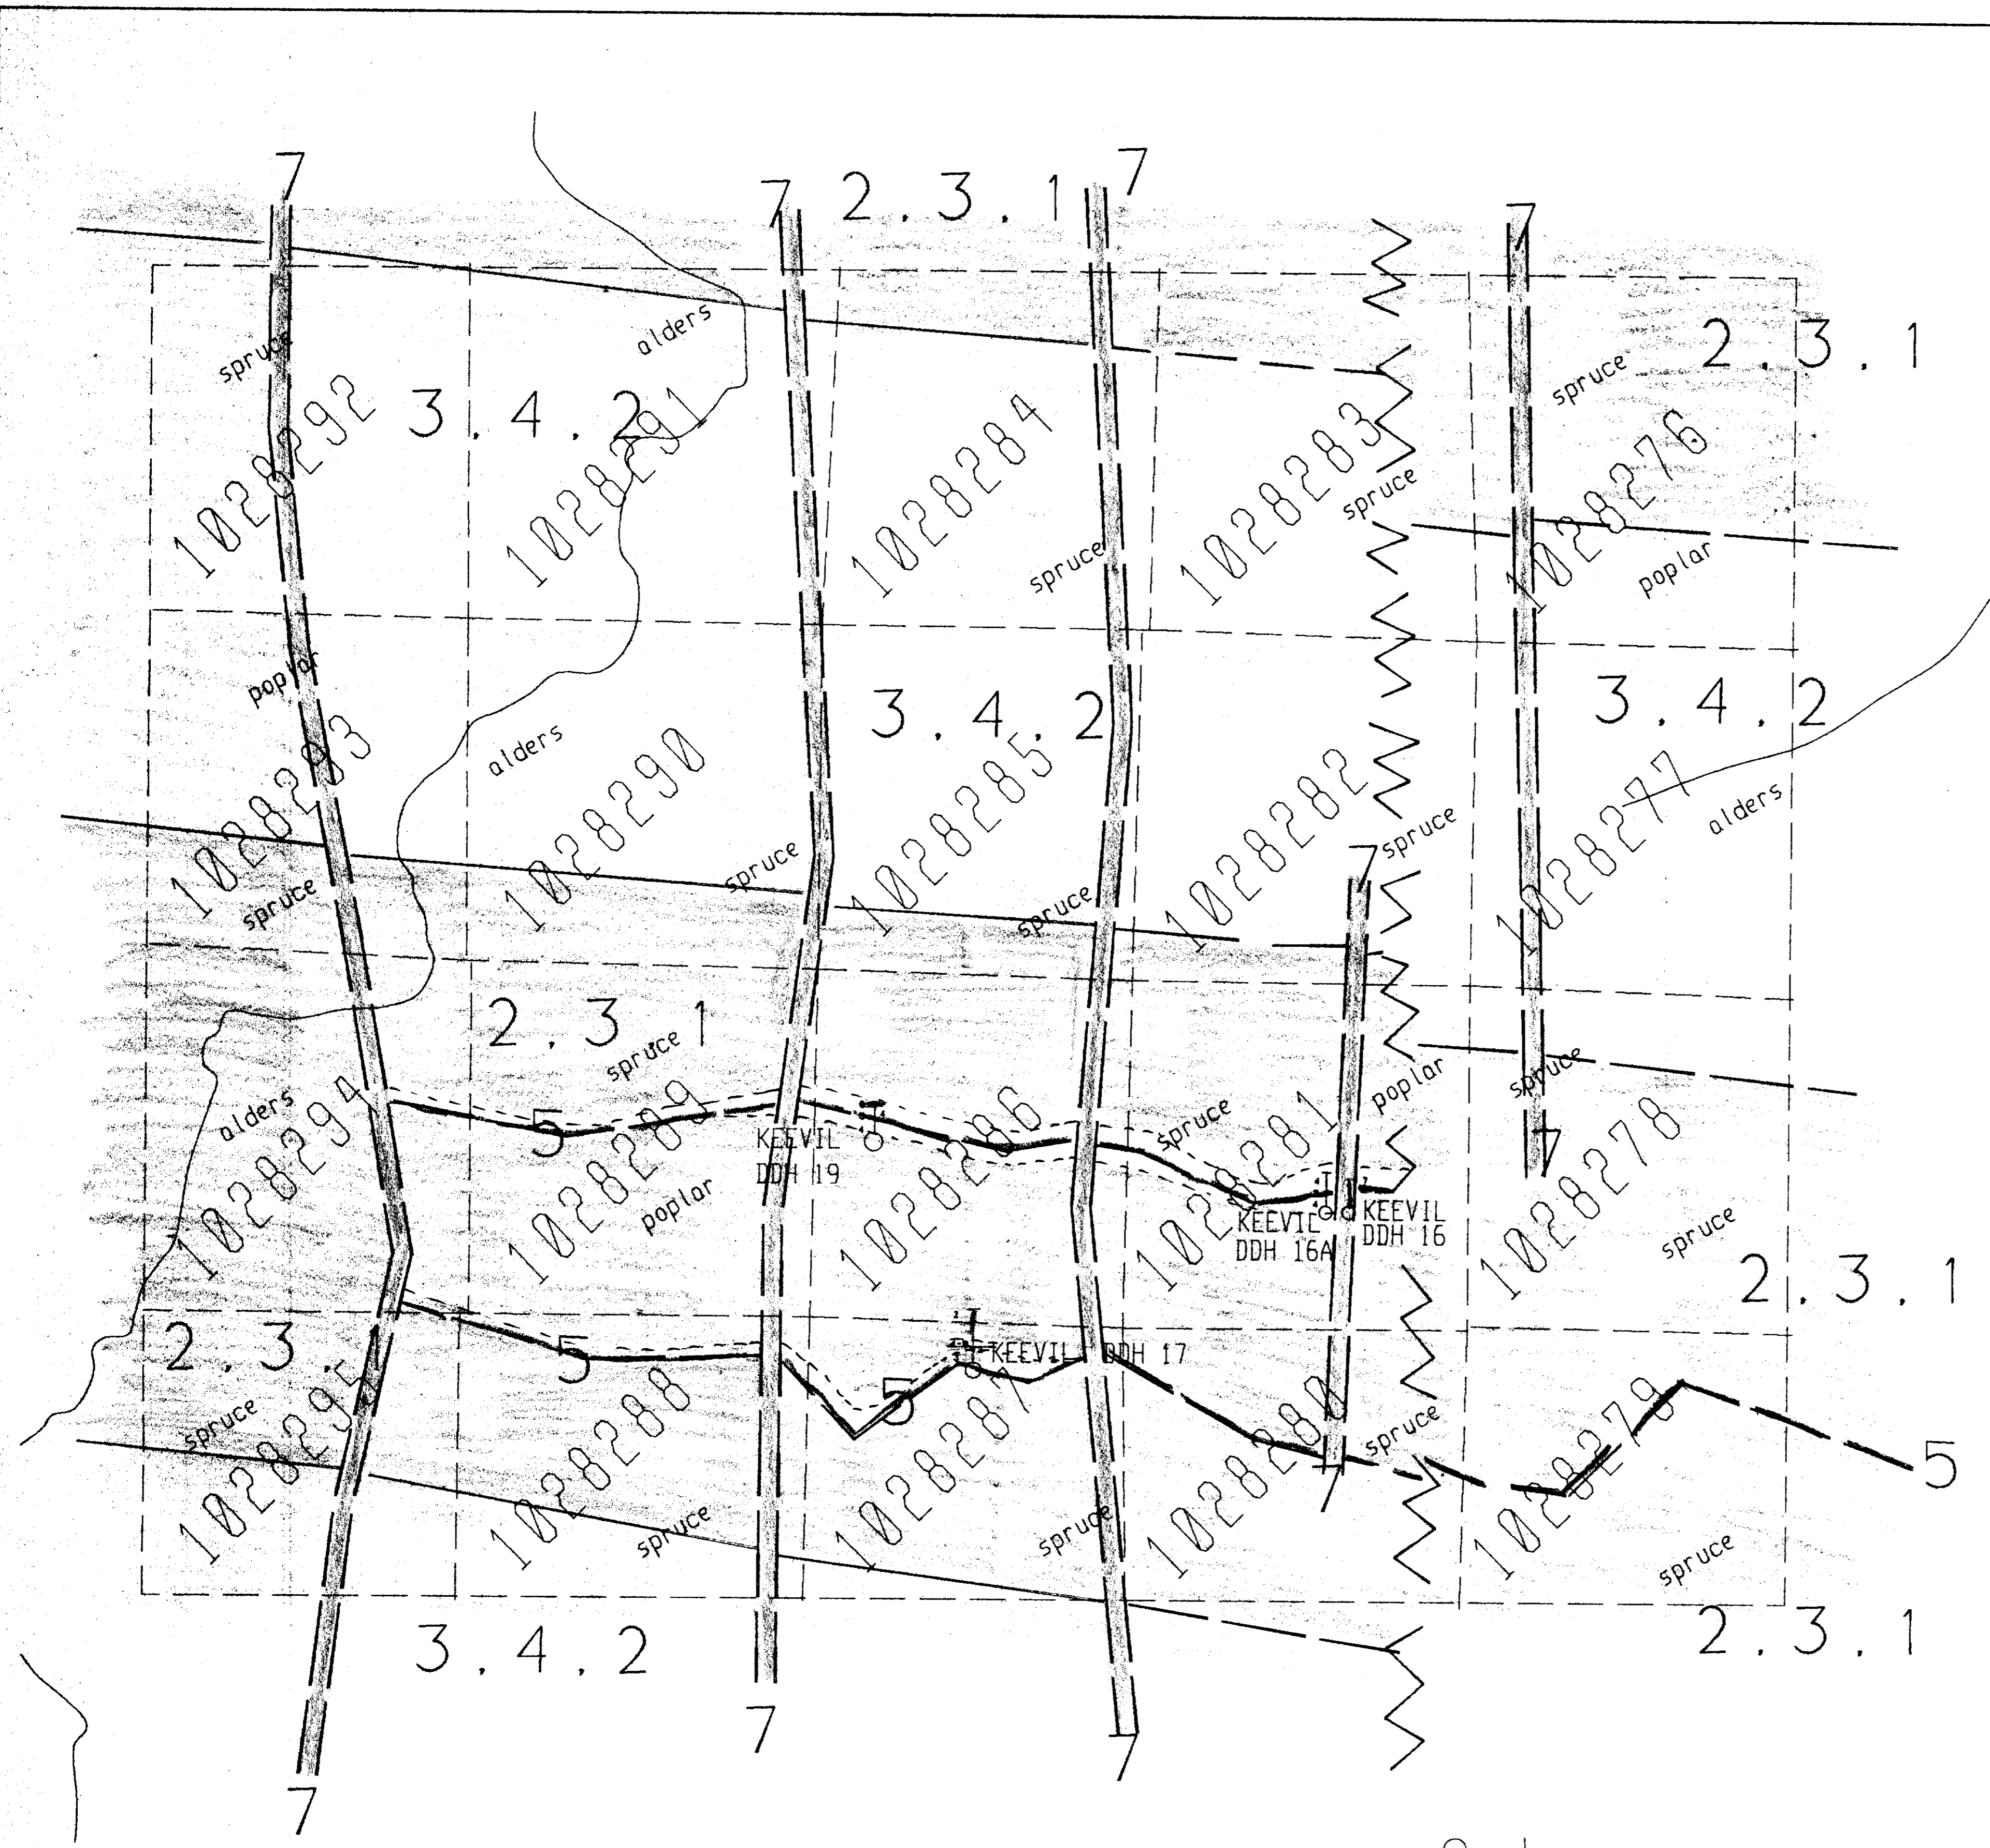 7
7
2.3.1
7
7
alders
spruce
2.3.1
spruce
3.4.2
1028292
1028291
1028284
1028283
1028276
spruce
spruce
poplar
poplar
3.4.2
3.4.2
alders
1028293
1028290
1028285
1028282
1028277
alders
spruce
7
spruce
spruce
spruce
2.3.1
spruce
spruce
poplar
alders
5
spruce
1028294
1028289
1028286
1028281
1028278
KEEVIL
DDH 19
poplar
KEEVIL
DDH 16A
KEEVIL
DDH 16
7
spruce
2.3.1
2.3.
5
KEEVIL DDH 17
5
spruce
spruce
5
1028295
1028288
1028287
1028280
1028279
7
spruce
spruce
spruce
3.4.2
2.3.1
7
7
7